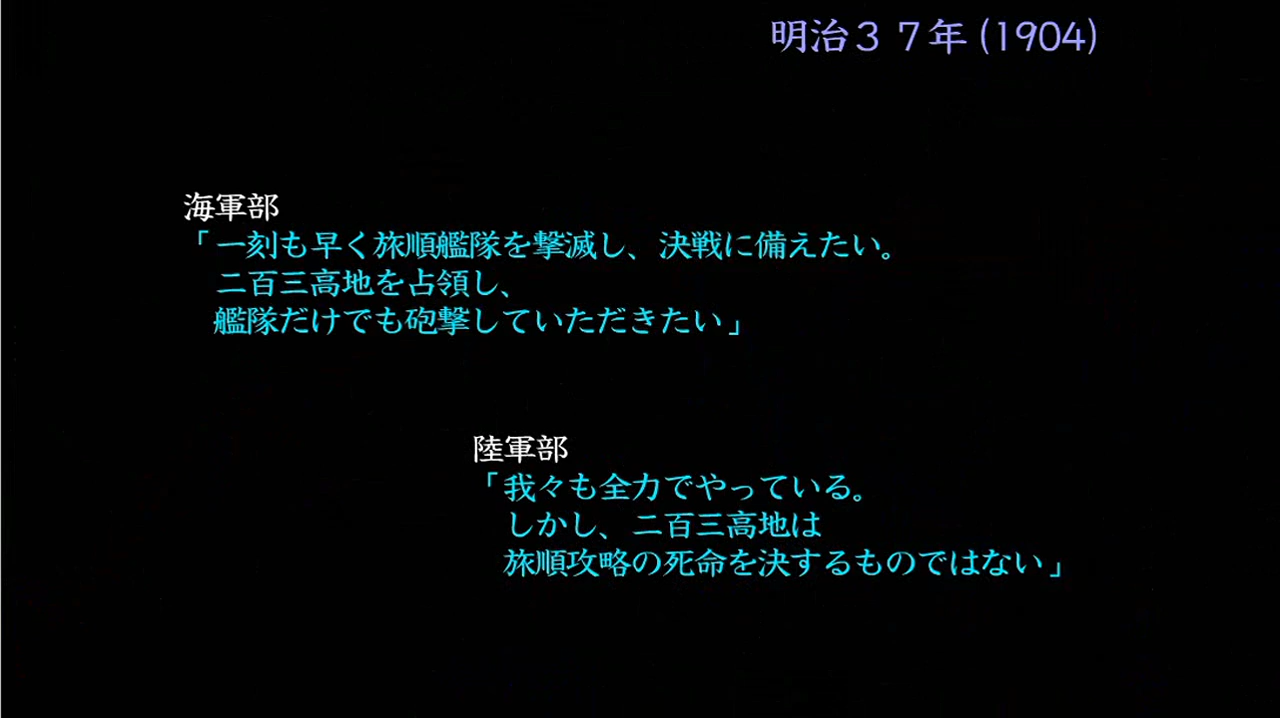 明治３７年(1904)
海軍部
「一刻も早く旅順艦隊を撃滅し、決戦に備えたい。
二百三高地を占領し、
艦隊だけでも砲撃していただきたい」
陸軍部
「我々も全力でやっている。
しかし、二百三高地は
旅順攻略の死命を決するものではない」